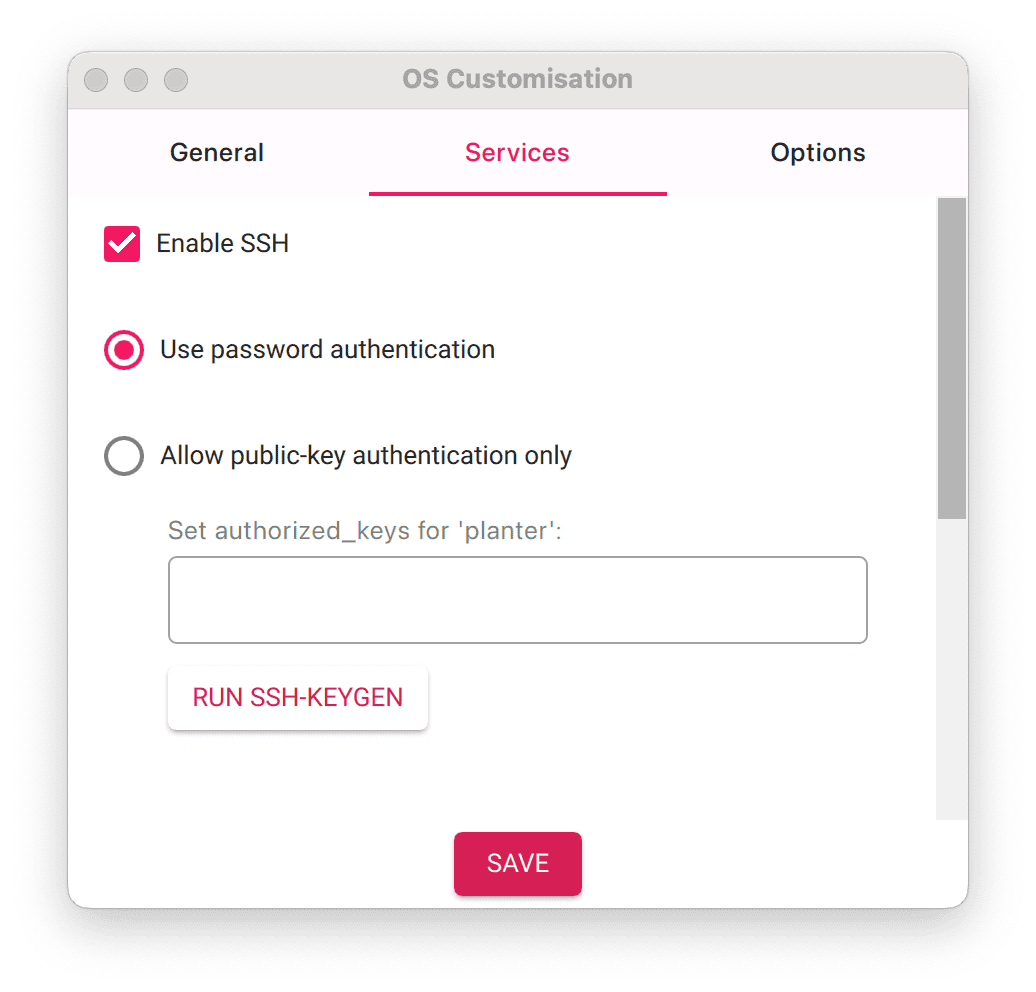 OS Customisation
General Services Options
Enable SSH
Use password authentication
Allow public-key authentication only
Set authorized_keys for 'planter':
RUN SSH-KEYGEN
SAVE